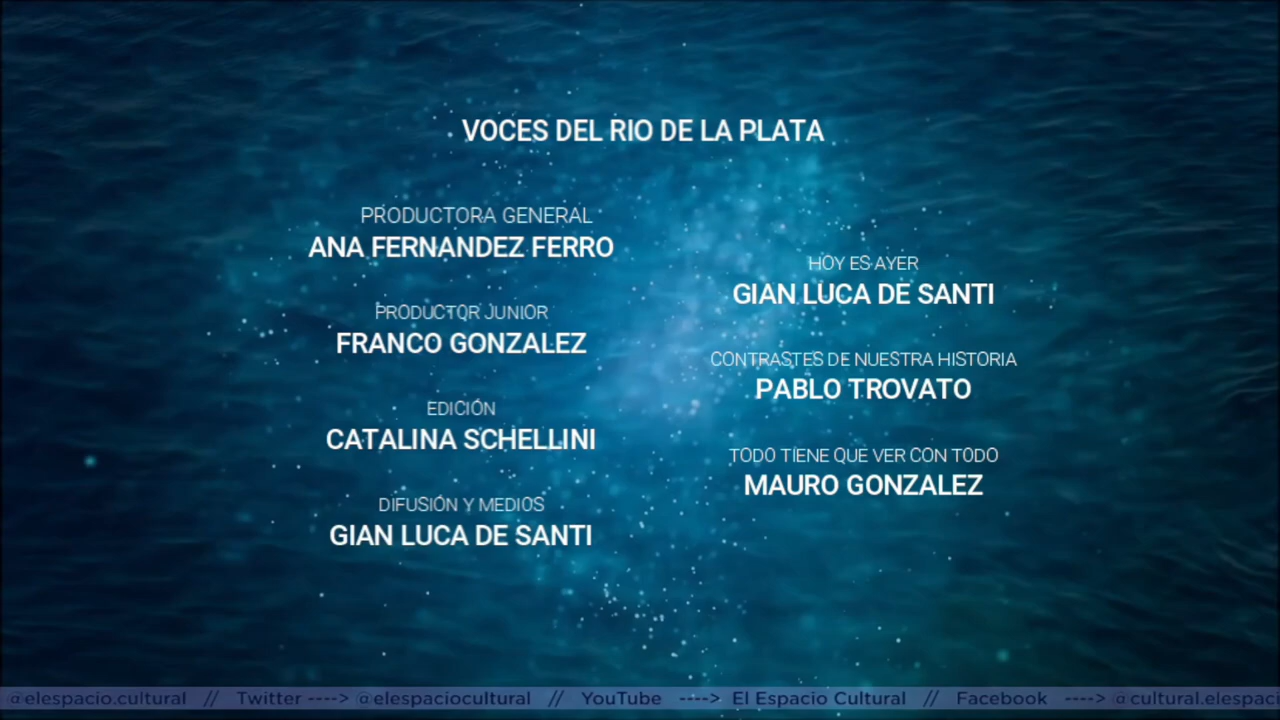 VOCES DEL RIO DE LA PLATA
PRODUCTORA GENERAL
ANA FERNANDEZ FERRO
PRODUCTOR JUNIOR
FRANCO GONZALEZ
EDICIÓN
CATALINA SCHELLINI
DIFUSIÓN Y MEDIOS
GIAN LUCA DE SANTI
HOY ES AYER
GIAN LUCA DE SANTI
CONTRASTES DE NUESTRA HISTORIA
PABLO TROVATO
TODO TIENE QUE VER CON TODO
MAURO GONZALEZ
@elespacio.cultural // Twitter ----> @elespaciocultural // YouTube ----> El Espacio Cultural // Facebook ----> @cultural.elespac